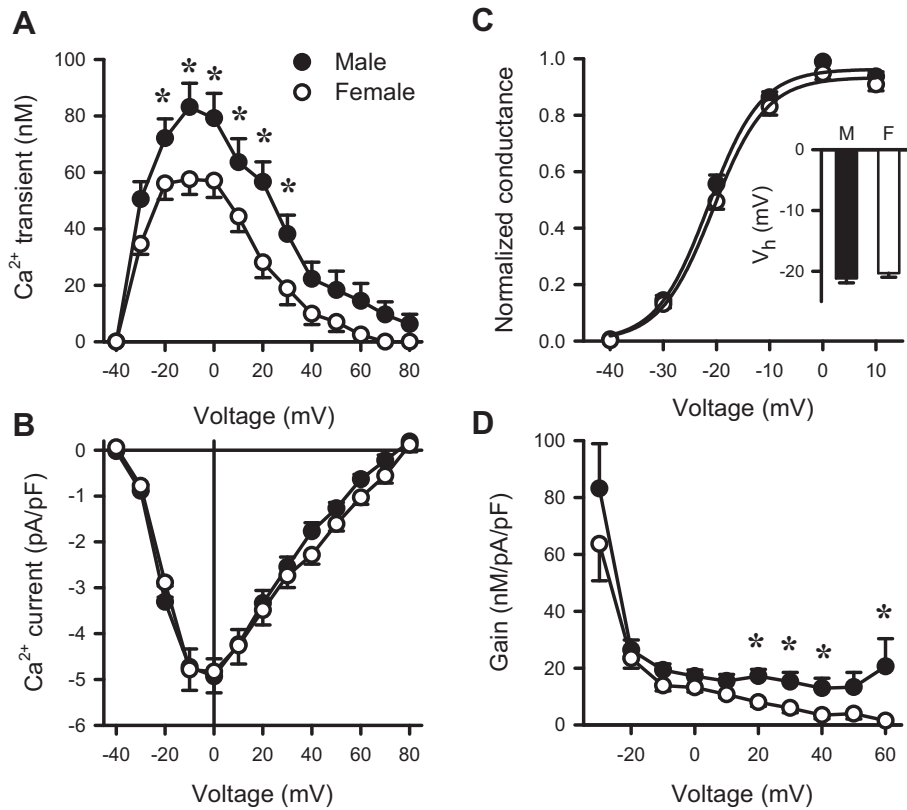 A
Ca²⁺ transient (nM)
100
80
60
40
20
0
* * * * * *
Male
Female
-40 -20 0 20 40 60 80
Voltage (mV)
B
Ca²⁺ current (pA/pF)
0
-1
-2
-3
-4
-5
-6
-40 -20 0 20 40 60 80
Voltage (mV)
C
Normalized conductance
1.0
0.8
0.6
0.4
0.2
0.0
-40 -30 -20 -10 0 10
Voltage (mV)
M F
Vₕ (mV)
0
-10
-20
D
Gain (nM/pA/pF)
100
80
60
40
20
0
* * * *
-20 0 20 40 60
Voltage (mV)